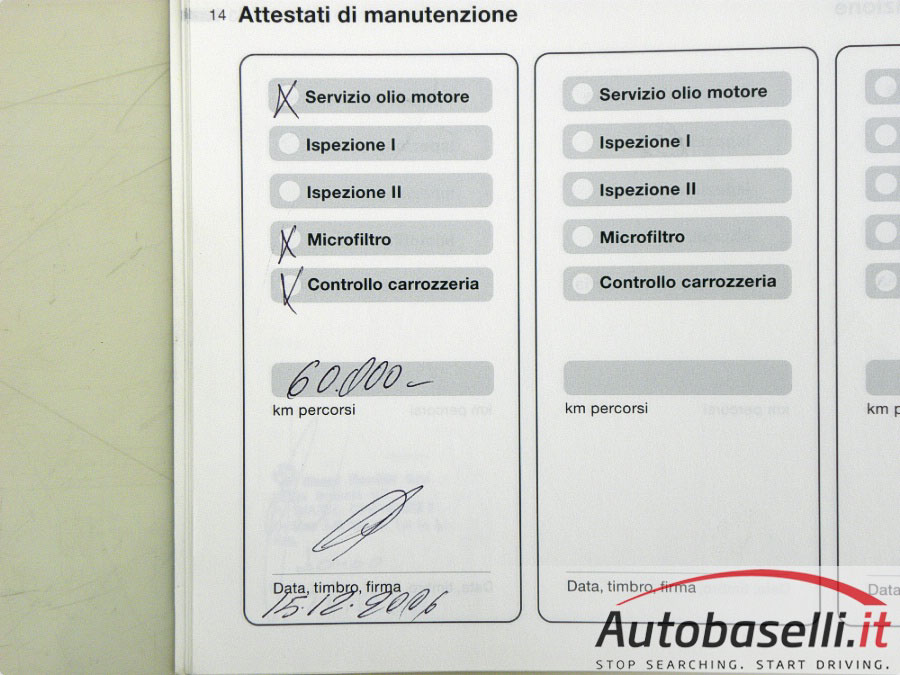 14 Attestati di manutenzione
Servizio olio motore
Ispezione I
Ispezione II
Microfiltro
Controllo carrozzeria
60.000
km percorsi
Data, timbro, firma
15.12.2006
Servizio olio motore
Ispezione I
Ispezione II
Microfiltro
Controllo carrozzeria
km percorsi
Data, timbro, firma
km p
Data
Autobaselli.it
STOP SEARCHING. START DRIVING.